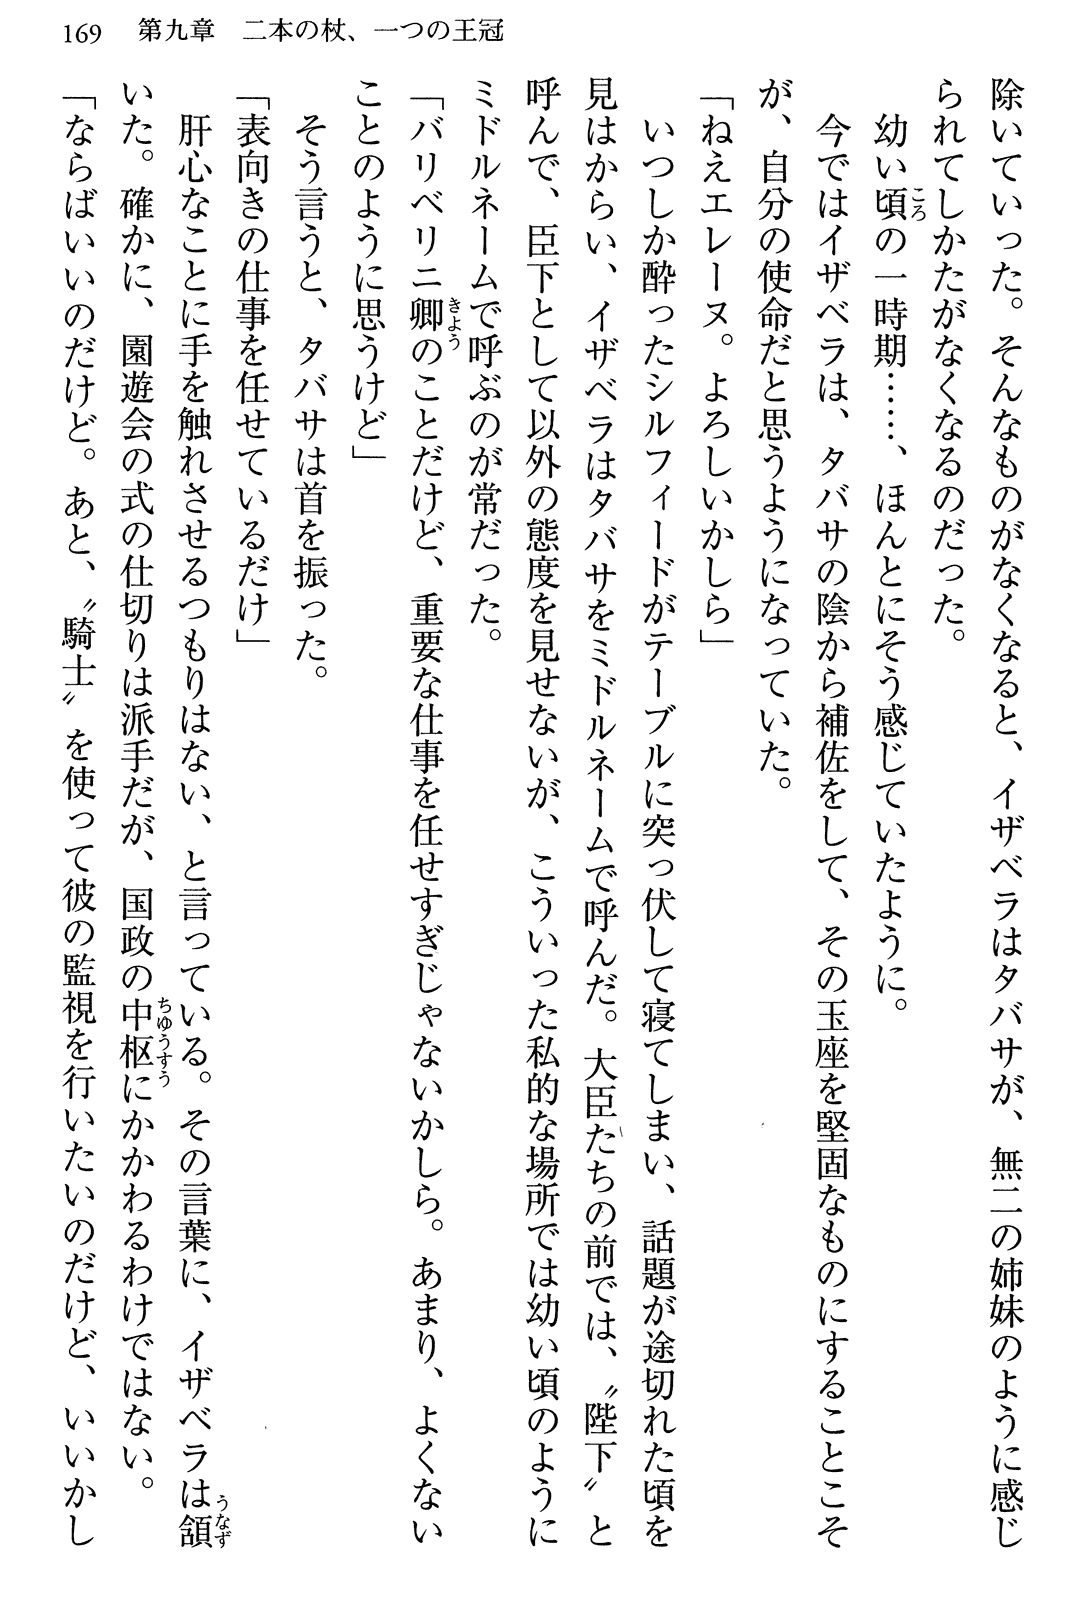 169　第九章　二本の杖、一つの王冠
除いていった。そんなものがなくなると、イザベラはタバサが、無二の姉妹のように感じ
られてしかたがなくなるのだった。
　幼い頃の一時期……、ほんとにそう感じていたように。
　今ではイザベラは、タバサの陰から補佐をして、その玉座を堅固なものにすることこそ
が、自分の使命だと思うようになっていた。
「ねえエレーヌ。よろしいかしら」
　いつしか酔ったシルフィードがテーブルに突っ伏して寝てしまい、話題が途切れた頃を
見はからい、イザベラはタバサをミドルネームで呼んだ。大臣たちの前では、〝陛下〟と
呼んで、臣下として以外の態度を見せないが、こういった私的な場所では幼い頃のように
ミドルネームで呼ぶのが常だった。
「バリベリニ卿のことだけど、重要な仕事を任せすぎじゃないかしら。あまり、よくない
ことのように思うけど」
　そう言うと、タバサは首を振った。
「表向きの仕事を任せているだけ」
　肝心なことに手を触れさせるつもりはない、と言っている。その言葉に、イザベラは頷
いた。確かに、園遊会の式の仕切りは派手だが、国政の中枢にかかわるわけではない。
「ならばいいのだけど。あと、〝騎士〟を使って彼の監視を行いたいのだけど、いいかし